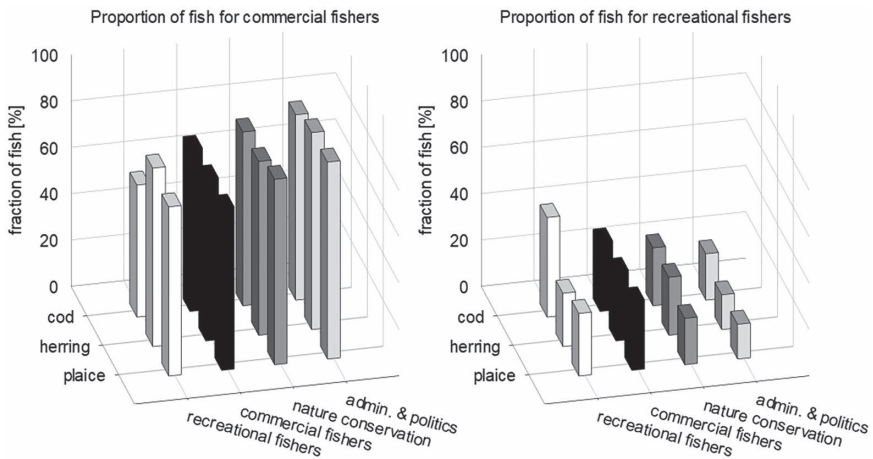 Proportion of fish for commercial fishers
fraction of fish [%]
100
80
60
40
20
0
cod
herring
plaice
recreational fishers
commercial fishers
nature conservation
admin. & politics
Proportion of fish for recreational fishers
fraction of fish [%]
100
80
60
40
20
0
cod
herring
plaice
recreational fishers
commercial fishers
nature conservation
admin. & politics